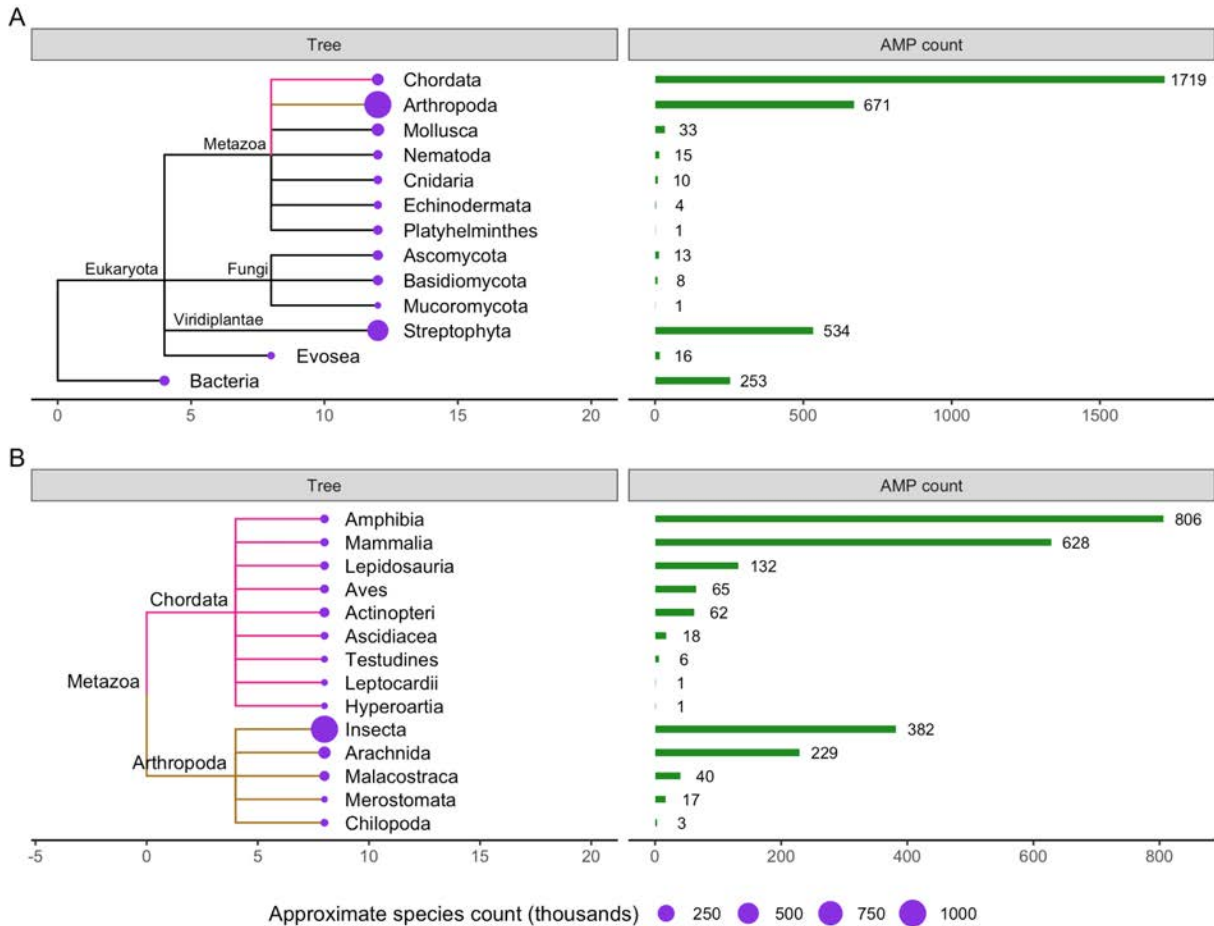 A
Tree AMP count
Chordata 1719
Arthropoda 671
Mollusca 33
Metazoa
Nematoda 15
Cnidaria 10
Echinodermata 4
Platyhelminthes 1
Ascomycota 13
Eukaryota Fungi
Basidiomycota 8
Mucoromycota 1
Viridiplantae
Streptophyta 534
Evosea 16
Bacteria 253
0 5 10 15 20 0 500 1000 1500
B
Tree AMP count
Amphibia 806
Mammalia 628
Lepidosauria 132
Aves 65
Chordata
Actinopteri 62
Ascidiacea 18
Testudines 6
Metazoa
Leptocardii 1
Hyperoartia 1
Insecta 382
Arachnida 229
Arthropoda
Malacostraca 40
Merostomata 17
Chilopoda 3
-5 0 5 10 15 20 0 200 400 600 800
Approximate species count (thousands) 250 500 750 1000